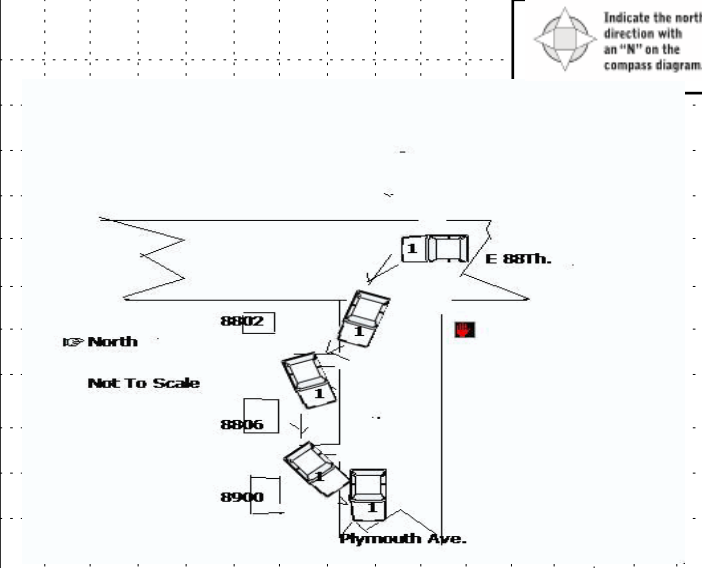 Indicate the north
direction with
an "N" on the
compass diagram.
1
E 88Th.
8802
1
☞ North
Not To Scale
1
8806
1
8900
1
Plymouth Ave.